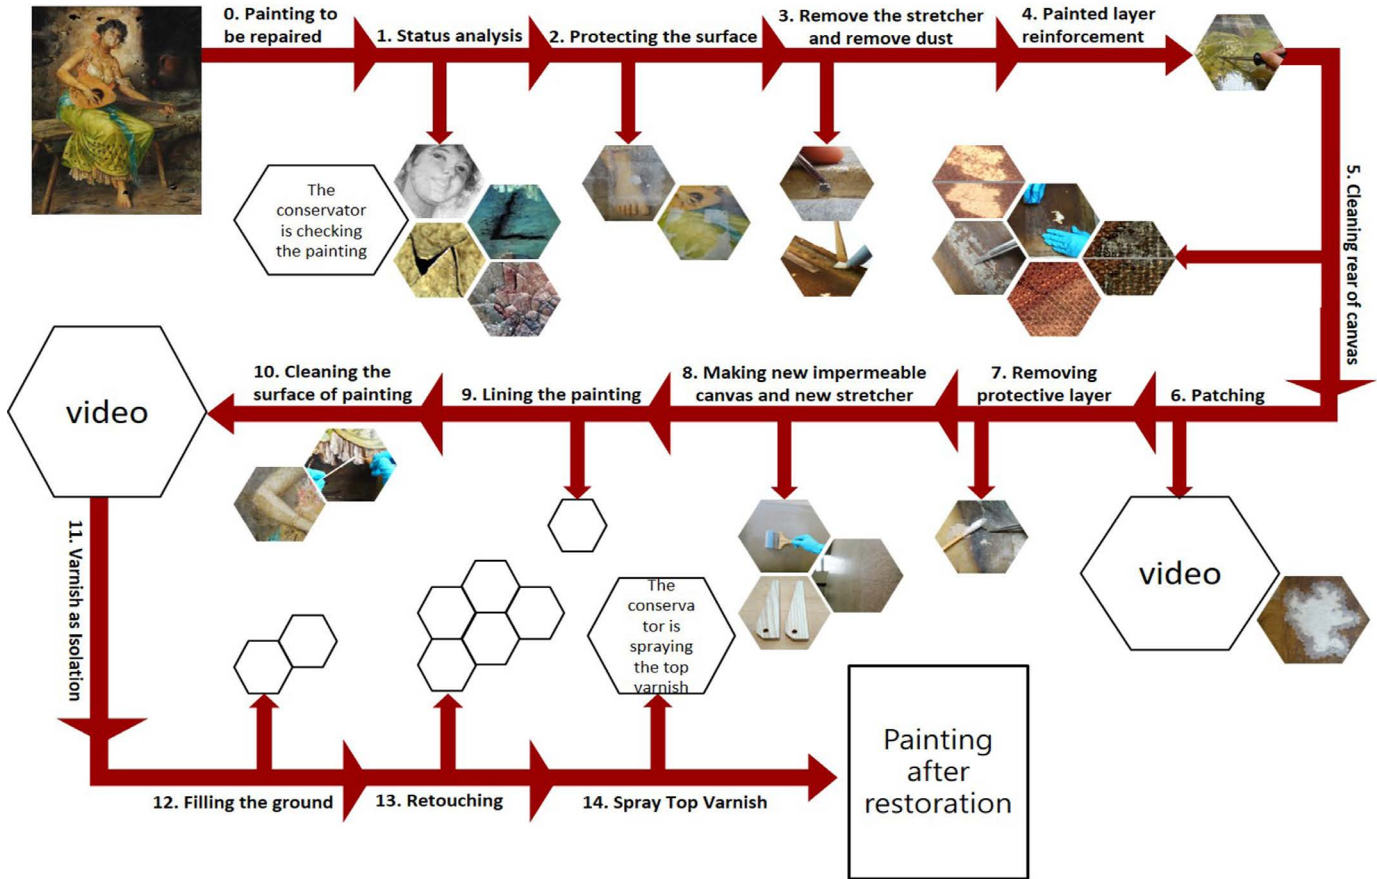 0. Painting to
be repaired
1. Status analysis
2. Protecting the surface
3. Remove the stretcher
and remove dust
4. Painted layer
reinforcement
The
conservator
is checking
the painting
5. Cleaning rear of canvas
6. Patching
video
7. Removing
protective layer
8. Making new impermeable
canvas and new stretcher
9. Lining the painting
10. Cleaning the
surface of painting
video
11. Varnish as Isolation
12. Filling the ground
13. Retouching
The
conserva
tor is
spraying
the top
varnish
14. Spray Top Varnish
Painting
after
restoration